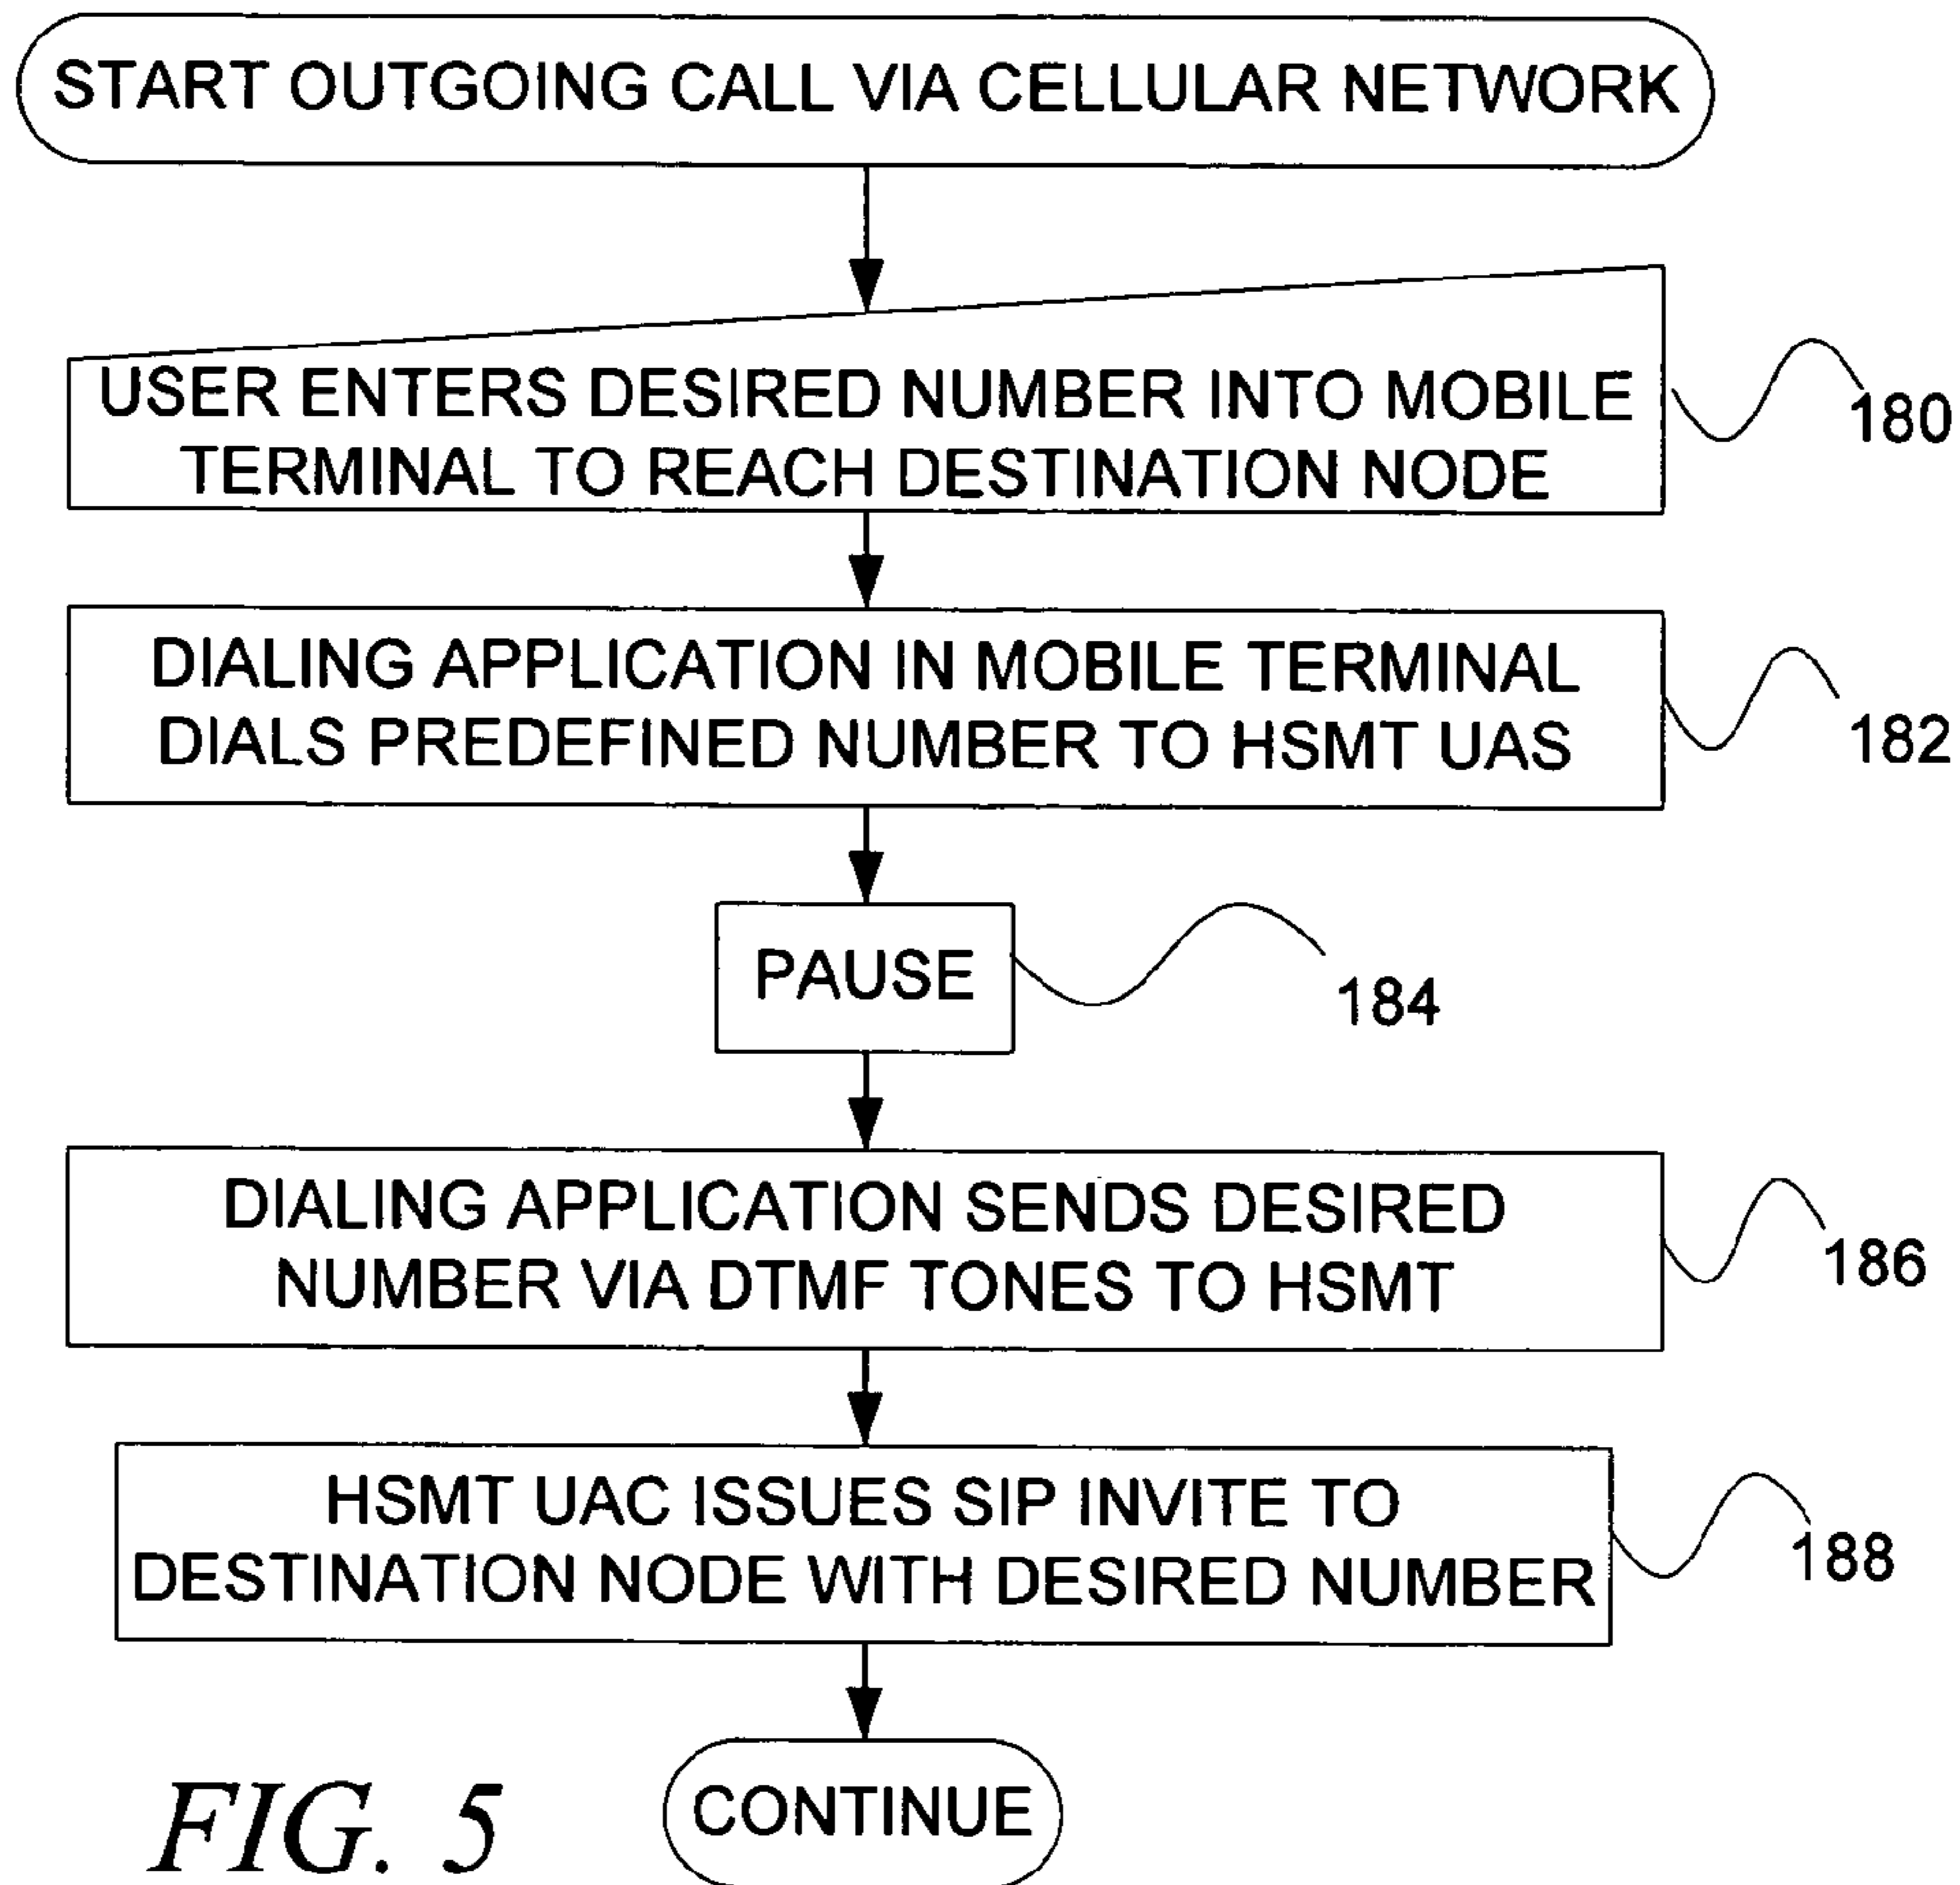 START OUTGOING CALL VIA CELLULAR NETWORK
USER ENTERS DESIRED NUMBER INTO MOBILE
TERMINAL TO REACH DESTINATION NODE
180
DIALING APPLICATION IN MOBILE TERMINAL
DIALS PREDEFINED NUMBER TO HSMT UAS
182
PAUSE
184
DIALING APPLICATION SENDS DESIRED
NUMBER VIA DTMF TONES TO HSMT
186
HSMT UAC ISSUES SIP INVITE TO
DESTINATION NODE WITH DESIRED NUMBER
188
CONTINUE
FIG. 5